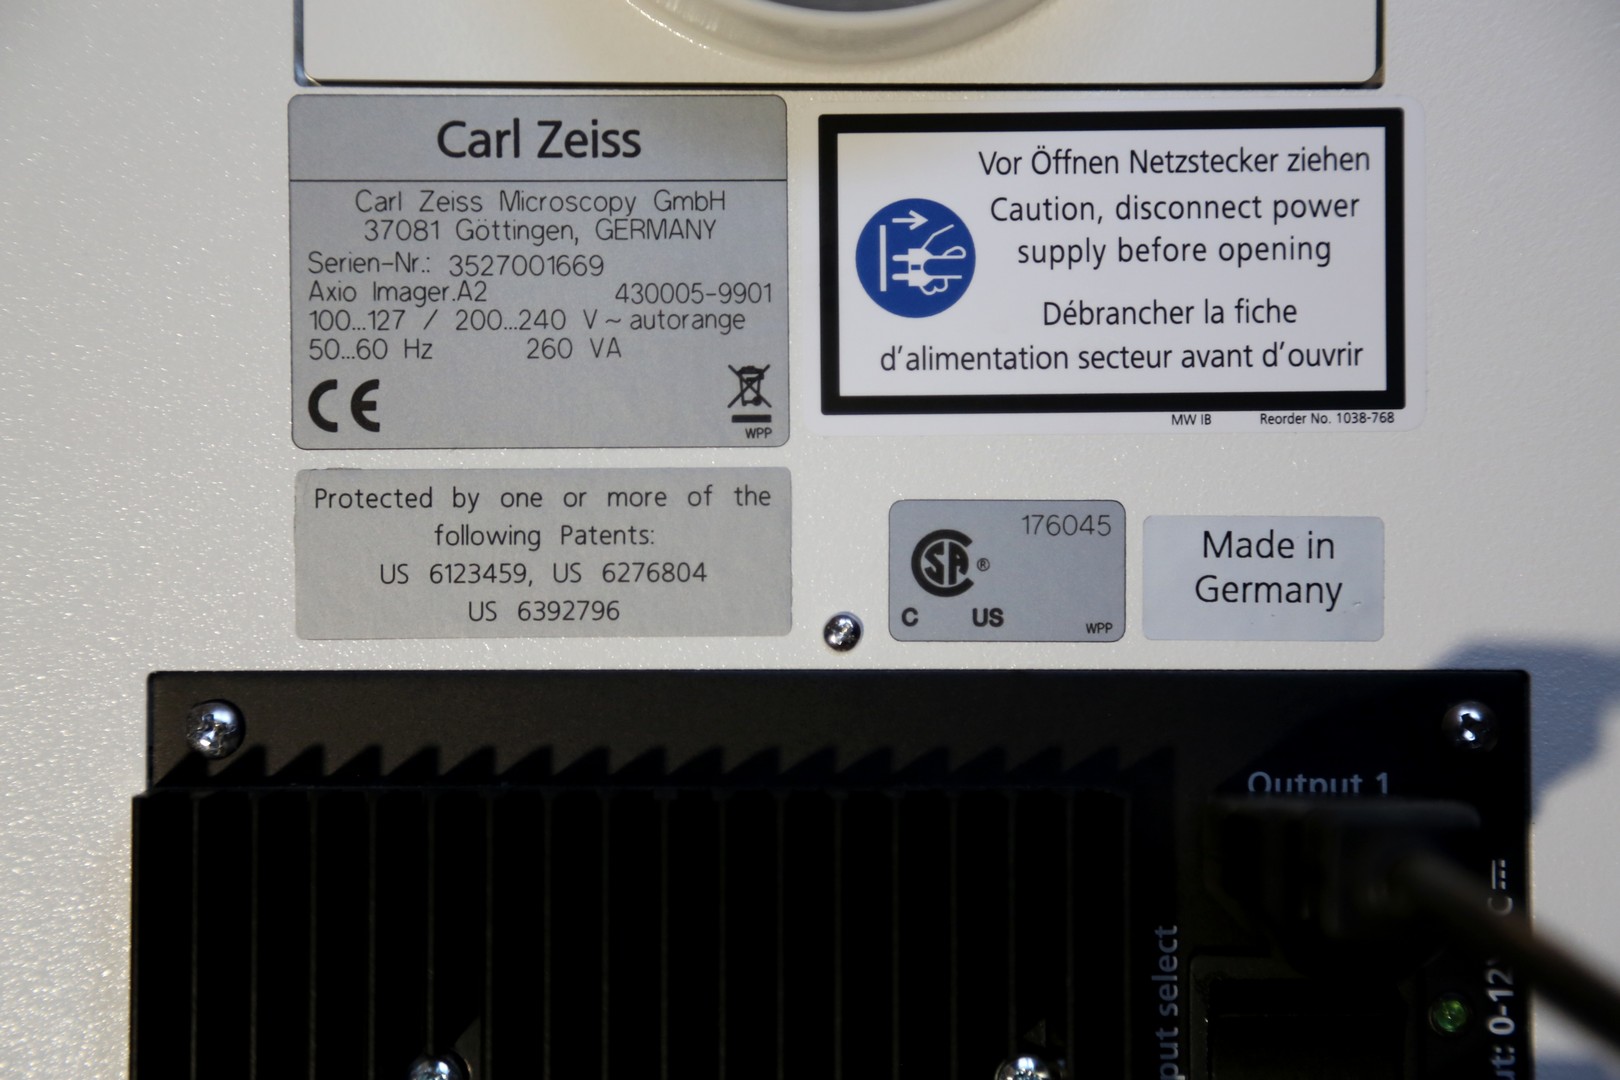 Carl Zeiss
Carl Zeiss Microscopy GmbH
37081 Göttingen, GERMANY
Serien-Nr.: 3527001669
Axio Imager.A2 430005-9901
100...127 / 200...240 V ~ autorange
50...60 Hz 260 VA
CE
WPP
Vor Öffnen Netzstecker ziehen
Caution, disconnect power
supply before opening
Débrancher la fiche
d'alimentation secteur avant d'ouvrir
MW IB Reorder No. 1038-768
Protected by one or more of the
following Patents:
US 6123459, US 6276804
US 6392796
176045
CSA ®
C US
WPP
Made in
Germany
Output 1
select